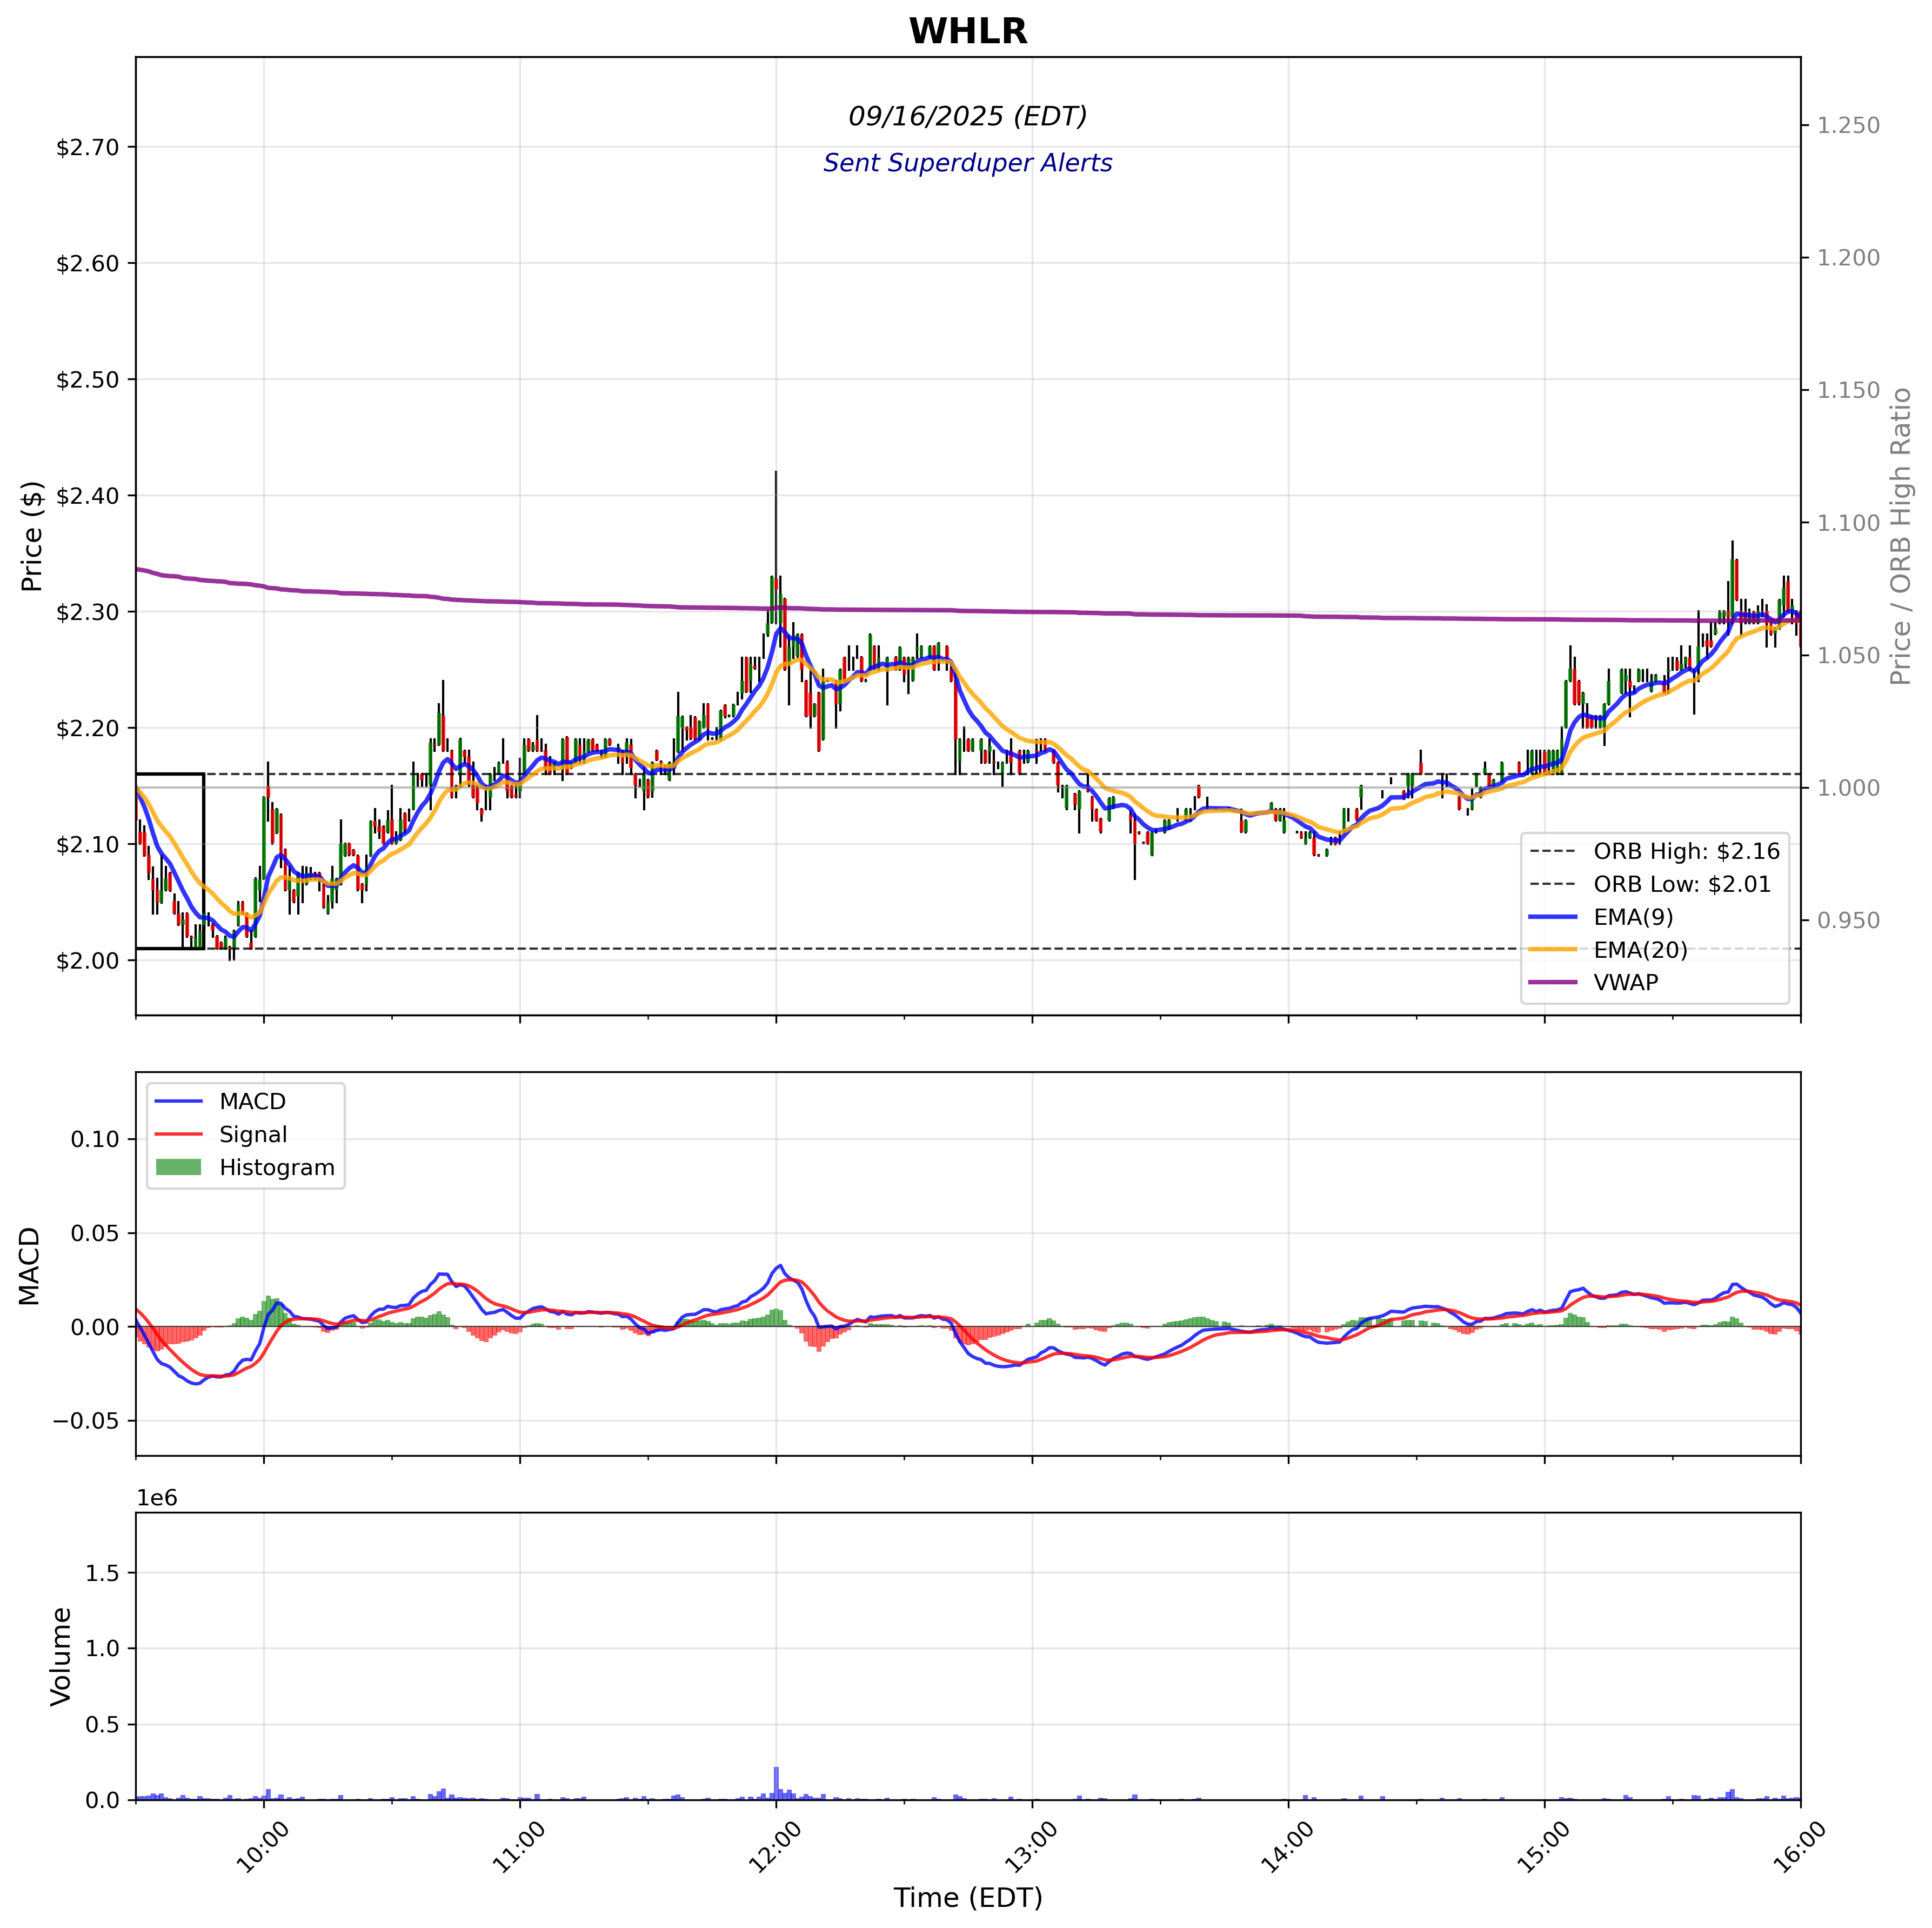 WHLR
09/16/2025 (EDT)
Sent Superduper Alerts
Price ($)
$2.70
$2.60
$2.50
$2.40
$2.30
$2.20
$2.10
$2.00
1.250
1.200
1.150
1.100
1.050
1.000
0.950
Price / ORB High Ratio
ORB High: $2.16
ORB Low: $2.01
EMA(9)
EMA(20)
VWAP
MACD
0.10
0.05
0.00
−0.05
MACD
Signal
Histogram
1e6
Volume
1.5
1.0
0.5
0.0
10:00
11:00
12:00
13:00
14:00
15:00
16:00
Time (EDT)